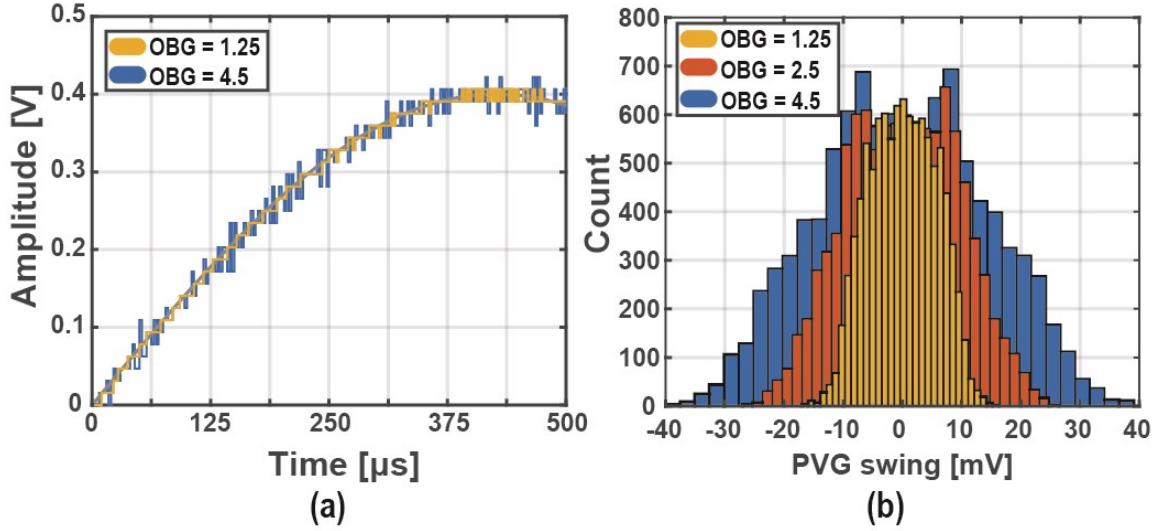 0.5
0.4
0.3
0.2
0.1
0
Amplitude [V]
OBG = 1.25
OBG = 4.5
0 125 250 375 500
Time [µs]
(a)
800
700
600
500
400
300
200
100
0
Count
OBG = 1.25
OBG = 2.5
OBG = 4.5
-40 -30 -20 -10 0 10 20 30 40
PVG swing [mV]
(b)